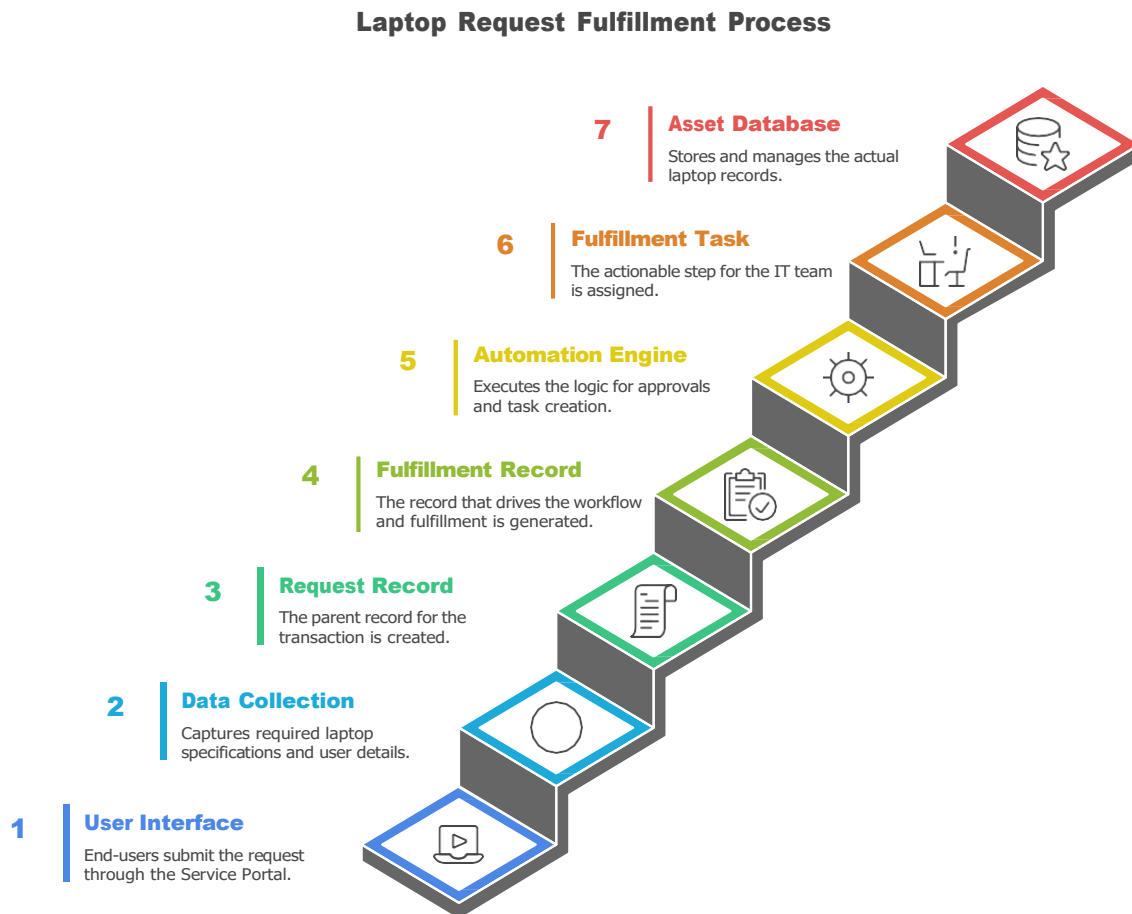 Laptop Request Fulfillment Process
7
Asset Database
Stores and manages the actual
laptop records.
6
Fulfillment Task
The actionable step for the IT team
is assigned.
5
Automation Engine
Executes the logic for approvals
and task creation.
4
Fulfillment Record
The record that drives the workflow
and fulfillment is generated.
3
Request Record
The parent record for the
transaction is created.
2
Data Collection
Captures required laptop
specifications and user details.
1
User Interface
End-users submit the request
through the Service Portal.